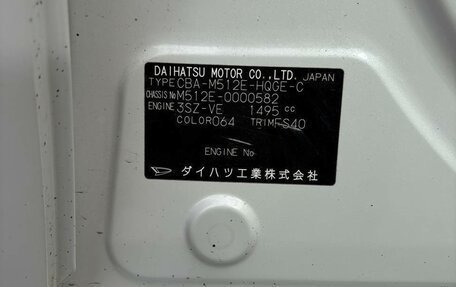 DAIHATSU MOTOR CO.,LTD. JAPAN
TYPE CBA-M512E-HQGE-C
CHASSIS No M512E-0000582
ENGINE 3SZ-VE 1495 cc
COLOR 064 TRIM FS40
ENGINE No
ダイハツ工業株式会社